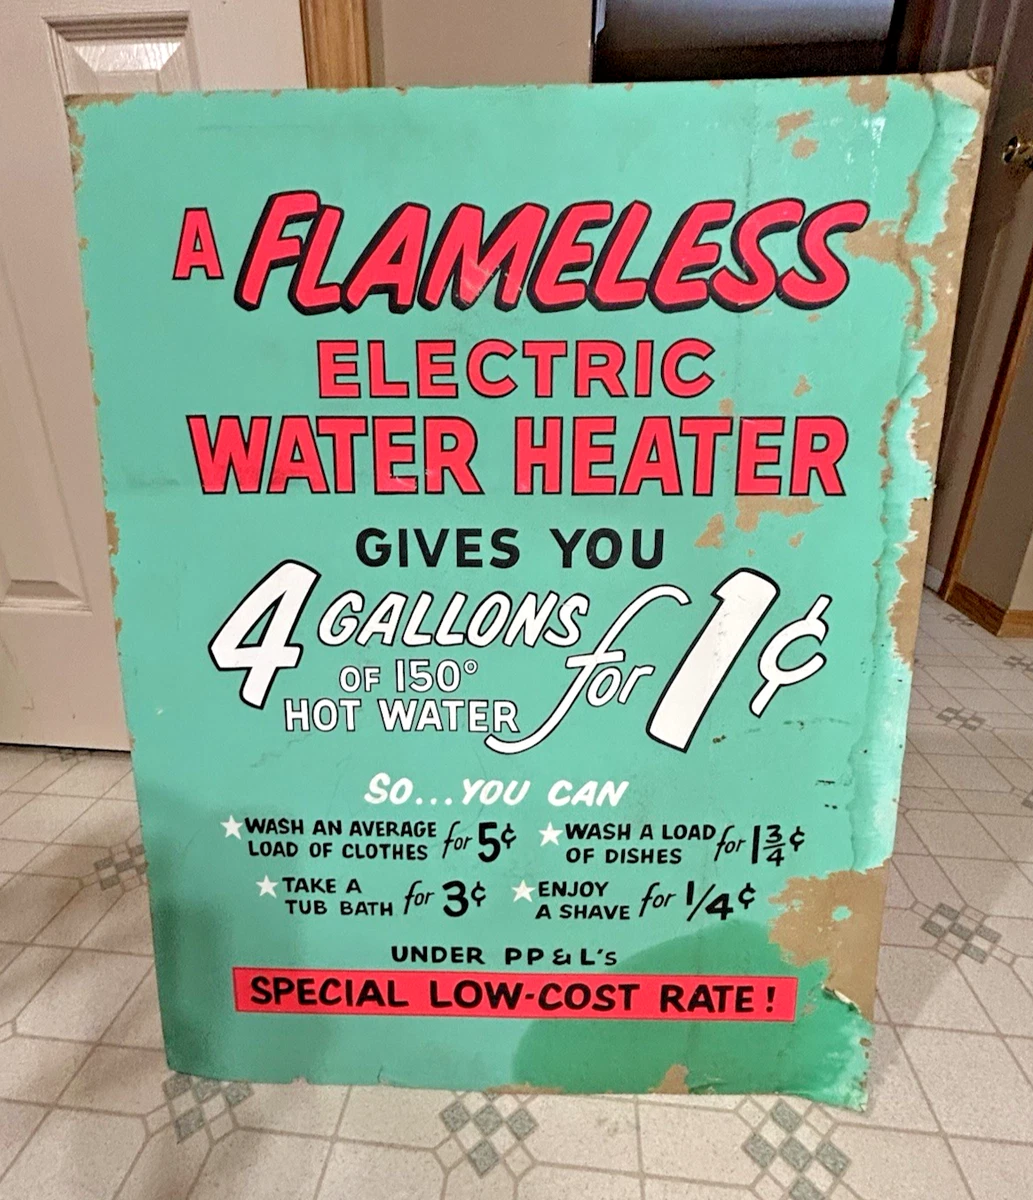 A FLAMELESS
ELECTRIC
WATER HEATER
GIVES YOU
4 GALLONS for 1¢
OF 150°
HOT WATER
SO...YOU CAN
★ WASH AN AVERAGE LOAD OF CLOTHES for 5¢
★ WASH A LOAD OF DISHES for 1 3/4¢
★ TAKE A TUB BATH for 3¢
★ ENJOY A SHAVE for 1/4¢
UNDER PP & L's
SPECIAL LOW-COST RATE!